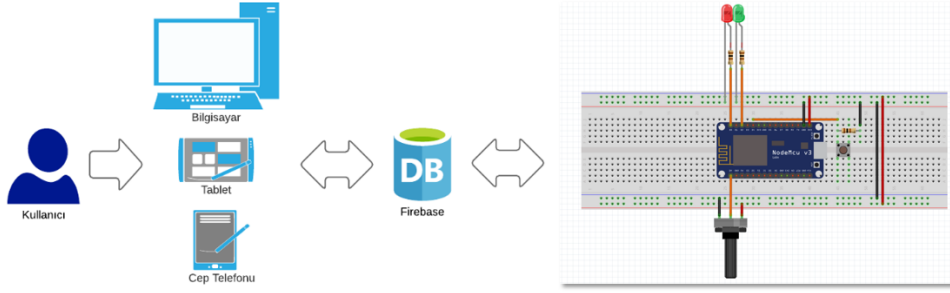 Kullanıcı
Bilgisayar
Tablet
Cep Telefonu
DB
Firebase
NodeMcu v3